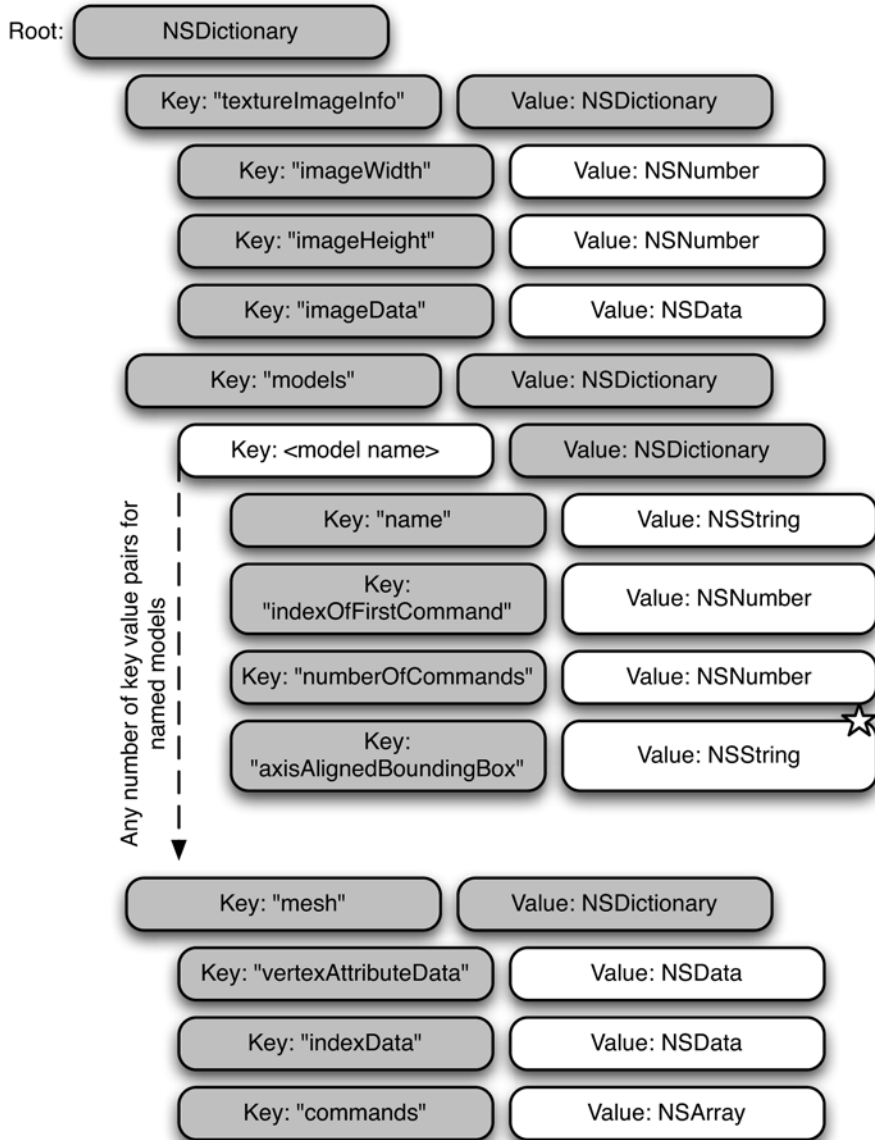 Root: NSDictionary
Key: "textureImageInfo" Value: NSDictionary
Key: "imageWidth" Value: NSNumber
Key: "imageHeight" Value: NSNumber
Key: "imageData" Value: NSData
Key: "models" Value: NSDictionary
Key: <model name> Value: NSDictionary
Any number of key value pairs for
named models
Key: "name" Value: NSString
Key:
"indexOfFirstCommand" Value: NSNumber
Key: "numberOfCommands" Value: NSNumber
Key:
"axisAlignedBoundingBox" Value: NSString
Key: "mesh" Value: NSDictionary
Key: "vertexAttributeData" Value: NSData
Key: "indexData" Value: NSData
Key: "commands" Value: NSArray